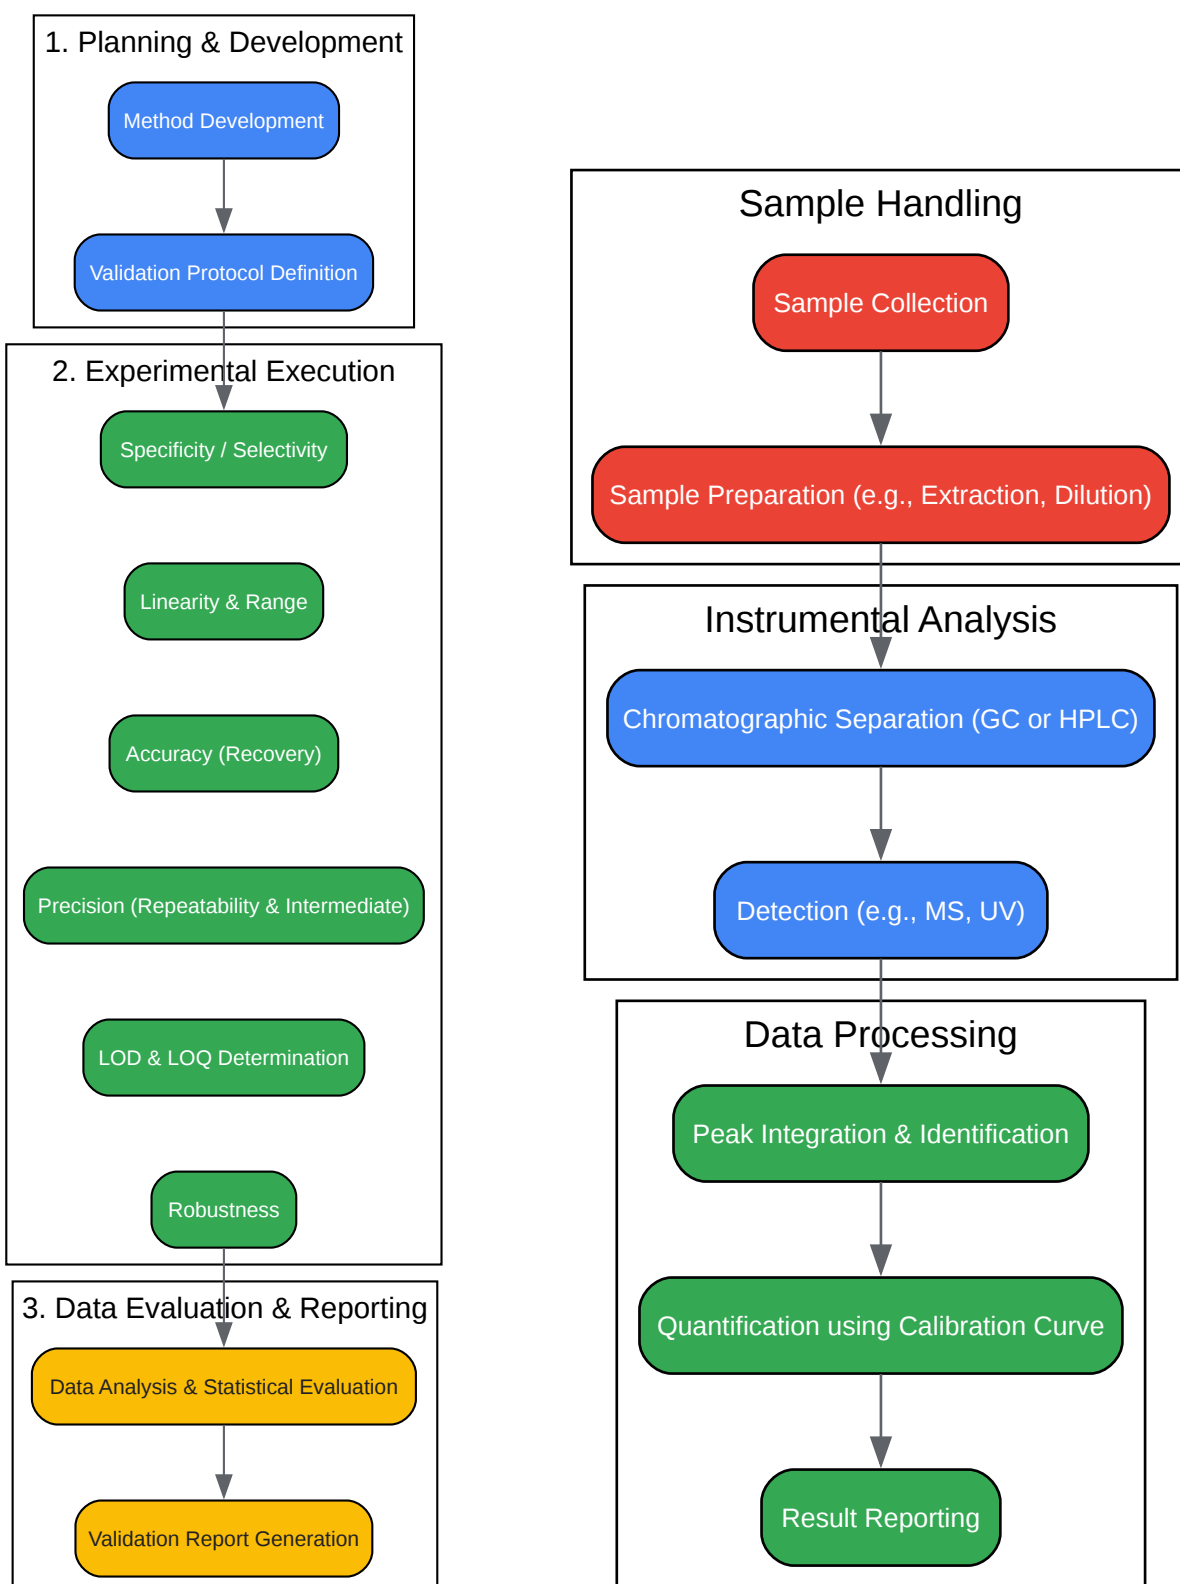 1. Planning & Development
Method Development
Validation Protocol Definition
2. Experimental Execution
Specificity / Selectivity
Linearity & Range
Accuracy (Recovery)
Precision (Repeatability & Intermediate)
LOD & LOQ Determination
Robustness
3. Data Evaluation & Reporting
Data Analysis & Statistical Evaluation
Validation Report Generation
Sample Handling
Sample Collection
Sample Preparation (e.g., Extraction, Dilution)
Instrumental Analysis
Chromatographic Separation (GC or HPLC)
Detection (e.g., MS, UV)
Data Processing
Peak Integration & Identification
Quantification using Calibration Curve
Result Reporting